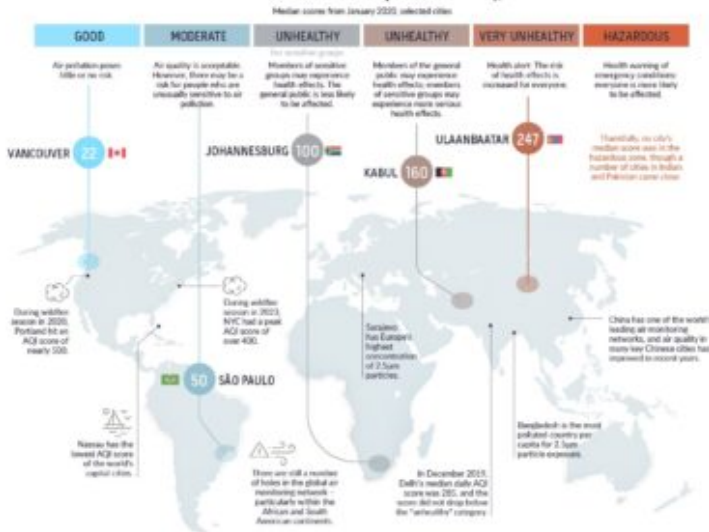 Median scores from January 2020, selected cities
GOOD
MODERATE
UNHEALTHY
UNHEALTHY
VERY UNHEALTHY
HAZARDOUS
for sensitive groups
Air pollution poses
little or no risk.
Air quality is acceptable.
However, there may be a
risk for people who are
unusually sensitive to air
pollution.
Members of sensitive
groups may experience
health effects. The
general public is less likely
to be affected.
Members of the general
public may experience
health effects; members
of sensitive groups may
experience more serious
health effects.
Health alert: The risk
of health effects is
increased for everyone.
Health warning of
emergency conditions:
everyone is more likely
to be affected.
VANCOUVER 22
JOHANNESBURG 100
KABUL 160
ULAANBAATAR 247
Thankfully, no city's
median score was in the
hazardous zone, though a
number of cities in India
and Pakistan came close
During wildfire
season in 2020,
Portland hit an
AQI score of
nearly 500.
During wildfire
season in 2023,
NYC had a peak
AQI score of
over 400.
Sarajevo
has Europe's
highest
concentration
of 2.5µm
particles.
China has one of the world's
leading air monitoring
networks, and air quality in
many key Chinese cities has
improved in recent years.
50 SÃO PAULO
Nassau has the
lowest AQI score
of the world's
capital cities.
There are still a number
of holes in the global air
monitoring network -
particularly within the
African and South
American continents.
In December 2019,
Delhi's median daily AQI
score was 285, and the
score did not drop below
the "unhealthy" category.
Bangladesh is the most
polluted country per
capita for 2.5µm
particle exposure.